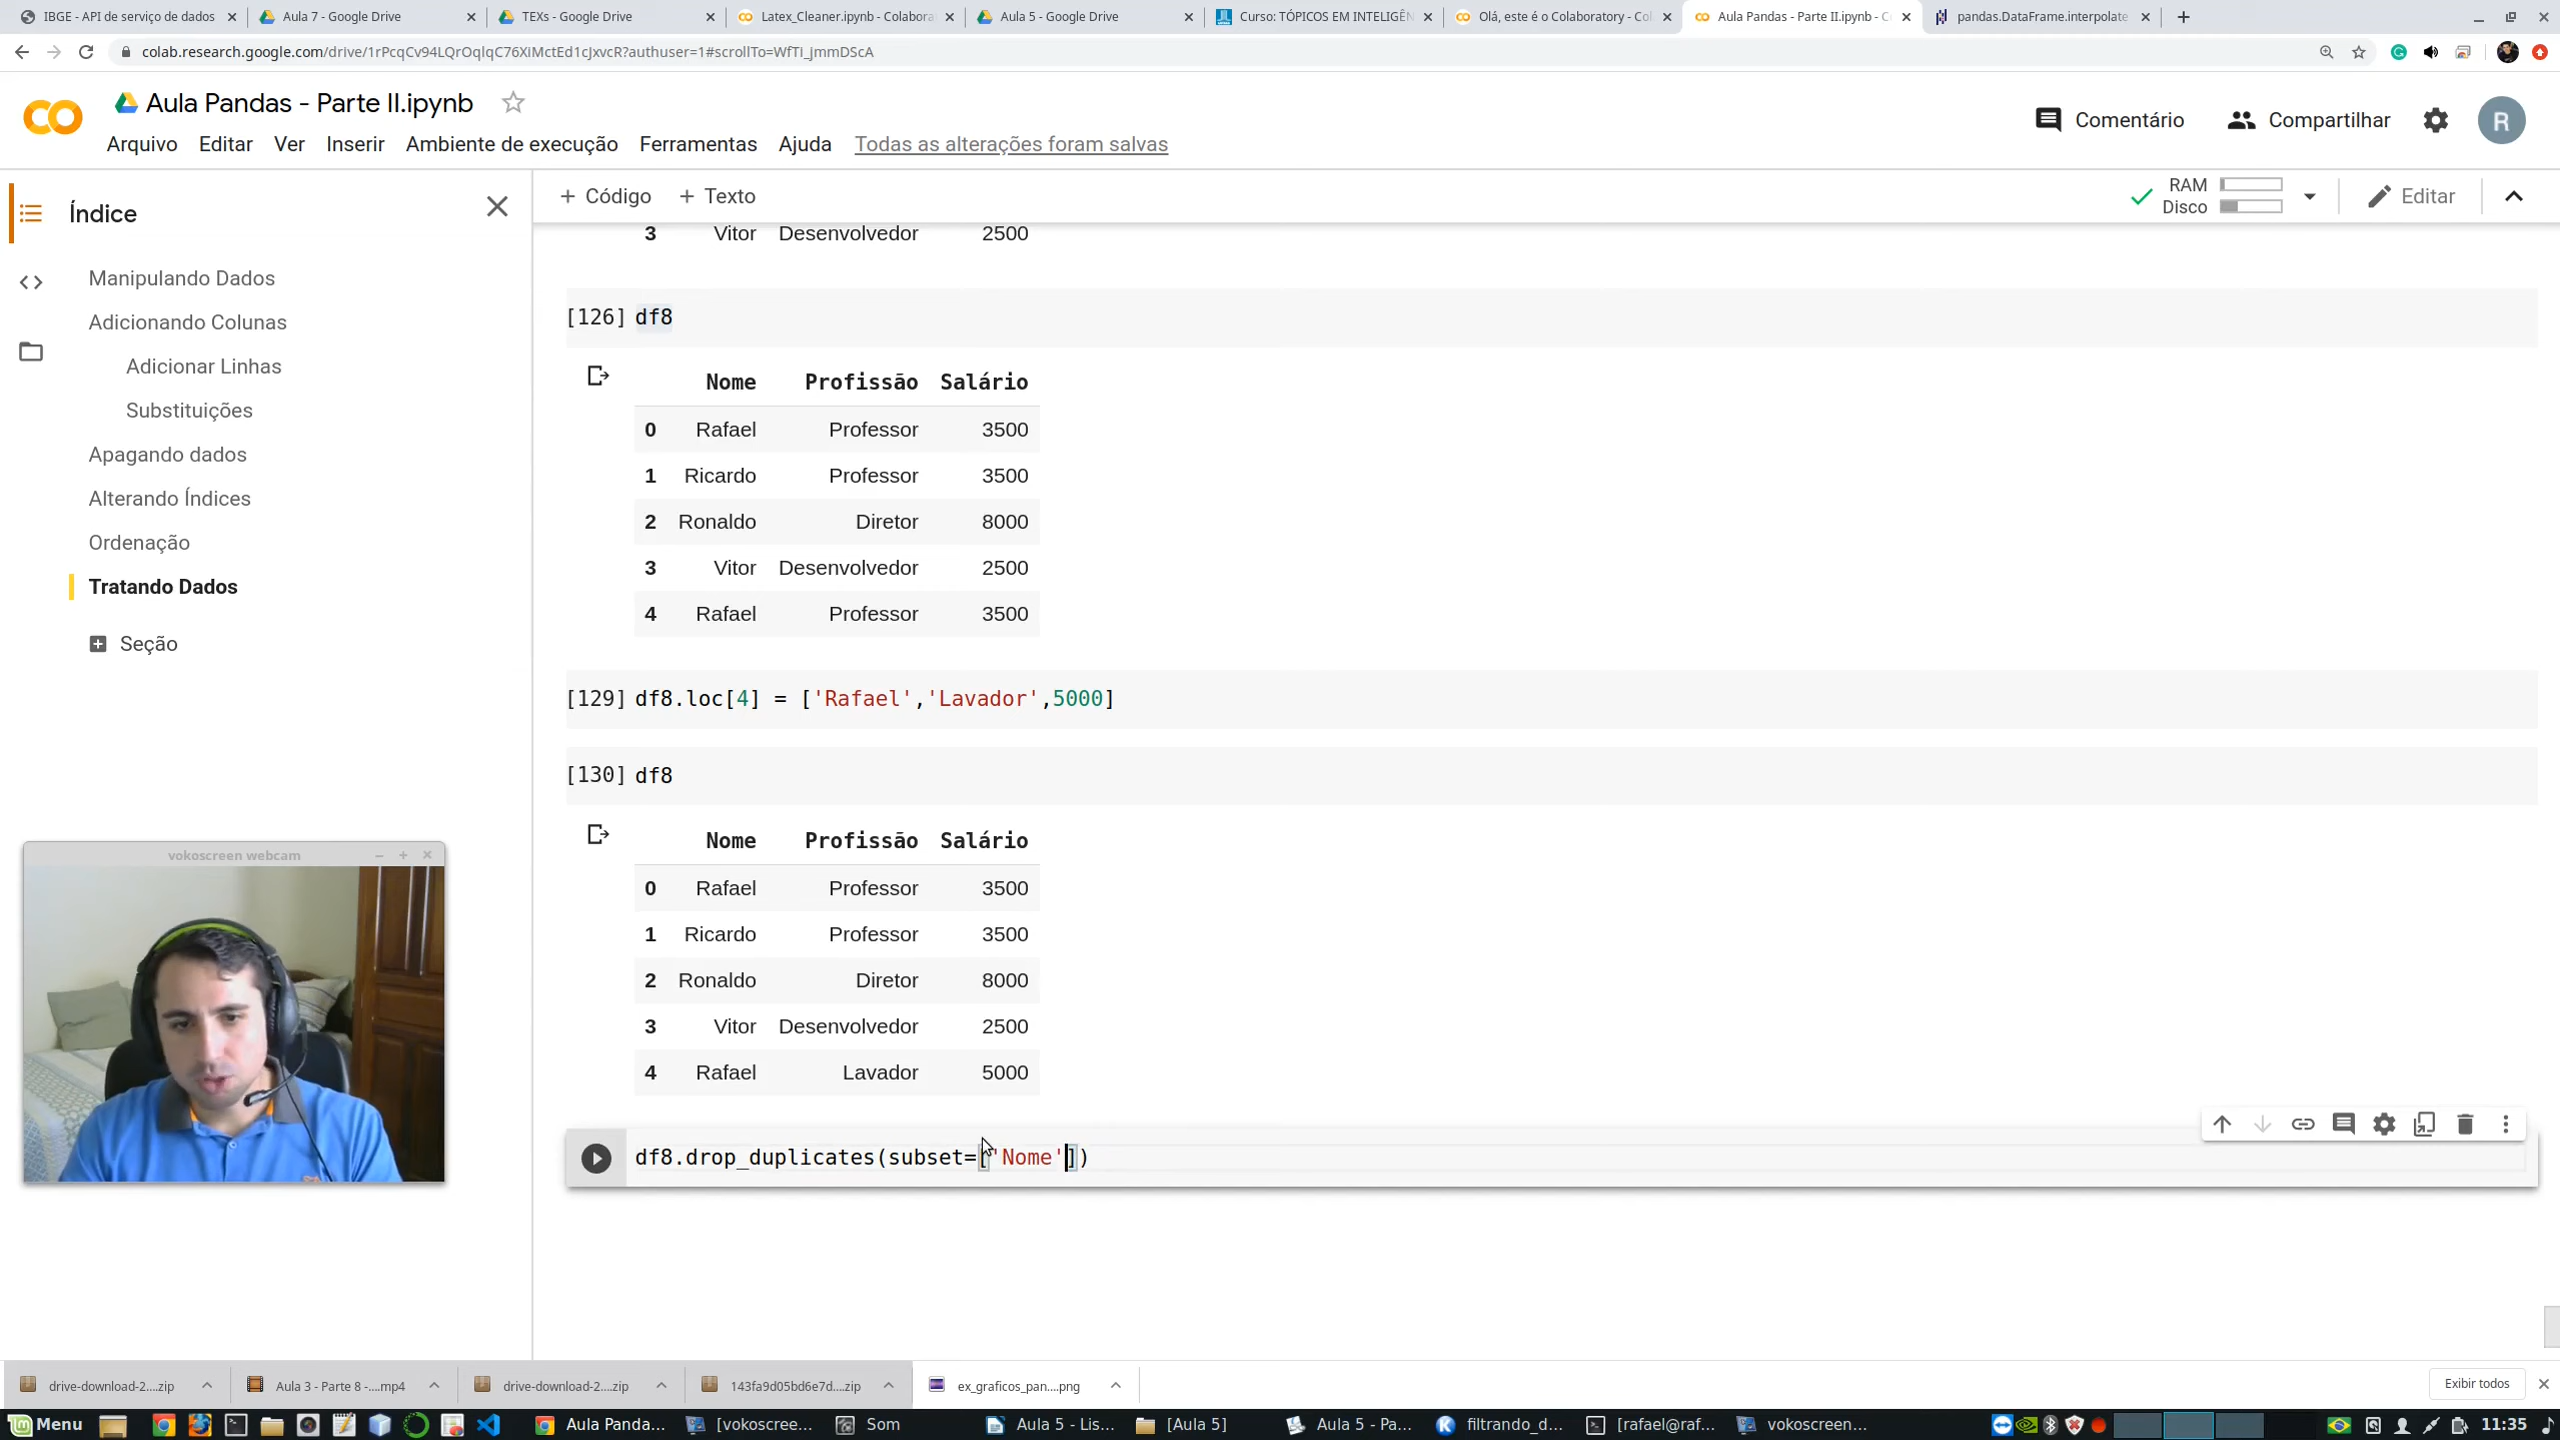 IBGE - API de serviço de dados
Aula 7 - Google Drive
TEXs - Google Drive
Latex_Cleaner.ipynb - Colabora
Aula 5 - Google Drive
Curso: TÓPICOS EM INTELIGÊN
Olá, este é o Colaboratory - Col
Aula Pandas - Parte II.ipynb - C
pandas.DataFrame.interpolate
colab.research.google.com/drive/1rPcqCv94LQrOqlqC76XiMctEd1cJxvcR?authuser=1#scrollTo=WfTI_JmmDScA
Aula Pandas - Parte II.ipynb
Comentário
Compartilhar
R
Arquivo Editar Ver Inserir Ambiente de execução Ferramentas Ajuda Todas as alterações foram salvas
Índice
+ Código + Texto
RAM
Disco
Editar
Manipulando Dados
Adicionando Colunas
Adicionar Linhas
Substituições
Apagando dados
Alterando Índices
Ordenação
Tratando Dados
Seção
3 Vitor Desenvolvedor 2500
[126] df8
Nome Profissão Salário
0 Rafael Professor 3500
1 Ricardo Professor 3500
2 Ronaldo Diretor 8000
3 Vitor Desenvolvedor 2500
4 Rafael Professor 3500
[129] df8.loc[4] = ['Rafael','Lavador',5000]
[130] df8
Nome Profissão Salário
0 Rafael Professor 3500
1 Ricardo Professor 3500
2 Ronaldo Diretor 8000
3 Vitor Desenvolvedor 2500
4 Rafael Lavador 5000
df8.drop_duplicates(subset=['Nome'])
vokoscreen webcam
drive-download-2....zip
Aula 3 - Parte 8 -....mp4
drive-download-2....zip
143fa9d05bd6e7d....zip
ex_graficos_pan....png
Exibir todos
Menu
Aula Panda...
[vokoscree...
Som
Aula 5 - Lis...
[Aula 5]
Aula 5 - Pa...
filtrando_d...
[rafael@raf...
vokoscreen...
11:35